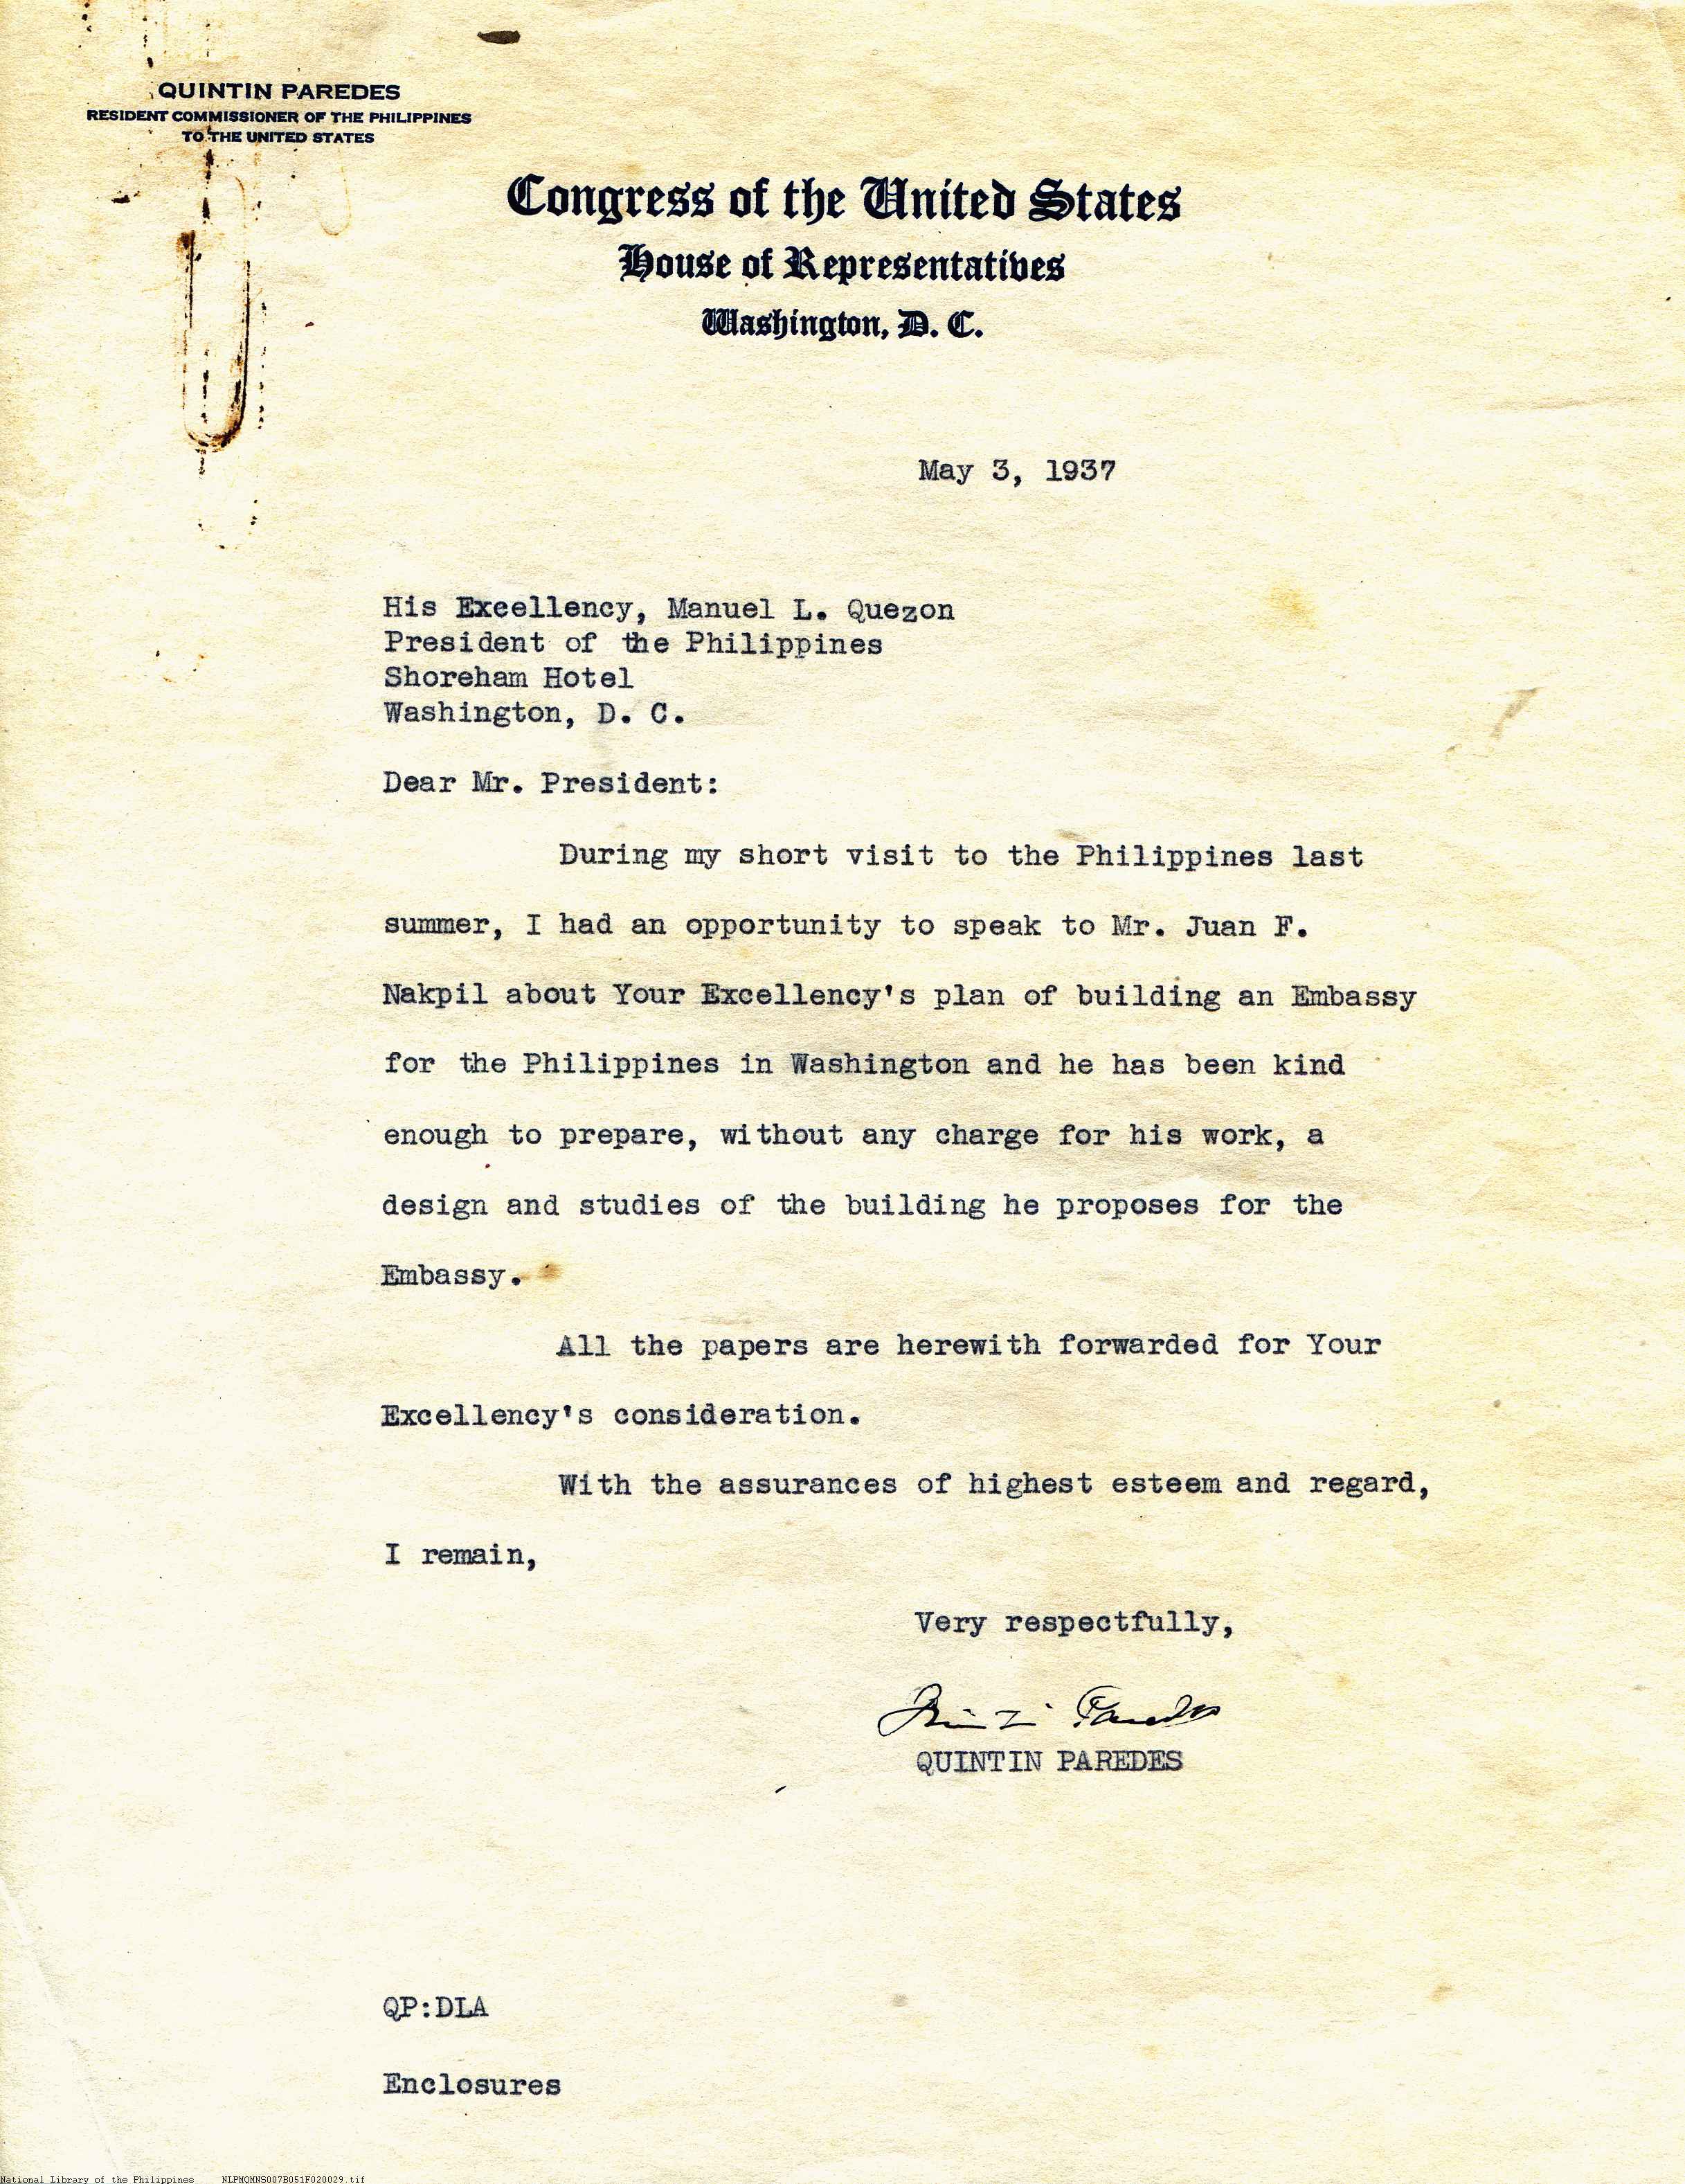 QUINTIN PAREDES
RESIDENT COMMISSIONER OF THE PHILIPPINES
TO THE UNITED STATES
Congress of the United States
House of Representatives
Washington, D. C.
May 3, 1937
His Excellency, Manuel L. Quezon
President of the Philippines
Shoreham Hotel
Washington, D. C.
Dear Mr. President:
During my short visit to the Philippines last
summer, I had an opportunity to speak to Mr. Juan F.
Nakpil about Your Excellency's plan of building an Embassy
for the Philippines in Washington and he has been kind
enough to prepare, without any charge for his work, a
design and studies of the building he proposes for the
Embassy.
All the papers are herewith forwarded for Your
Excellency's consideration.
With the assurances of highest esteem and regard,
I remain,
Very respectfully,
Quintin Paredes
QUINTIN PAREDES
QP:DLA
Enclosures
National Library of the Philippines NLPMQMNS007B051F020029.tif